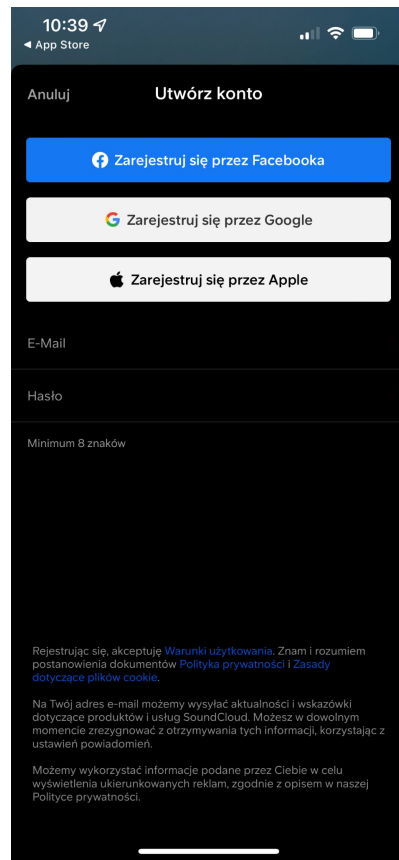 10:39
◀ App Store
Anuluj
Utwórz konto
Zarejestruj się przez Facebooka
Zarejestruj się przez Google
Zarejestruj się przez Apple
E-Mail
Hasło
Minimum 8 znaków
Rejestrując się, akceptuję Warunki użytkowania. Znam i rozumiem
postanowienia dokumentów Polityka prywatności i Zasady
dotyczące plików cookie.
Na Twój adres e-mail możemy wysyłać aktualności i wskazówki
dotyczące produktów i usług SoundCloud. Możesz w dowolnym
momencie zrezygnować z otrzymywania tych informacji, korzystając z
ustawień powiadomień.
Możemy wykorzystać informacje podane przez Ciebie w celu
wyświetlenia ukierunkowanych reklam, zgodnie z opisem w naszej
Polityce prywatności.